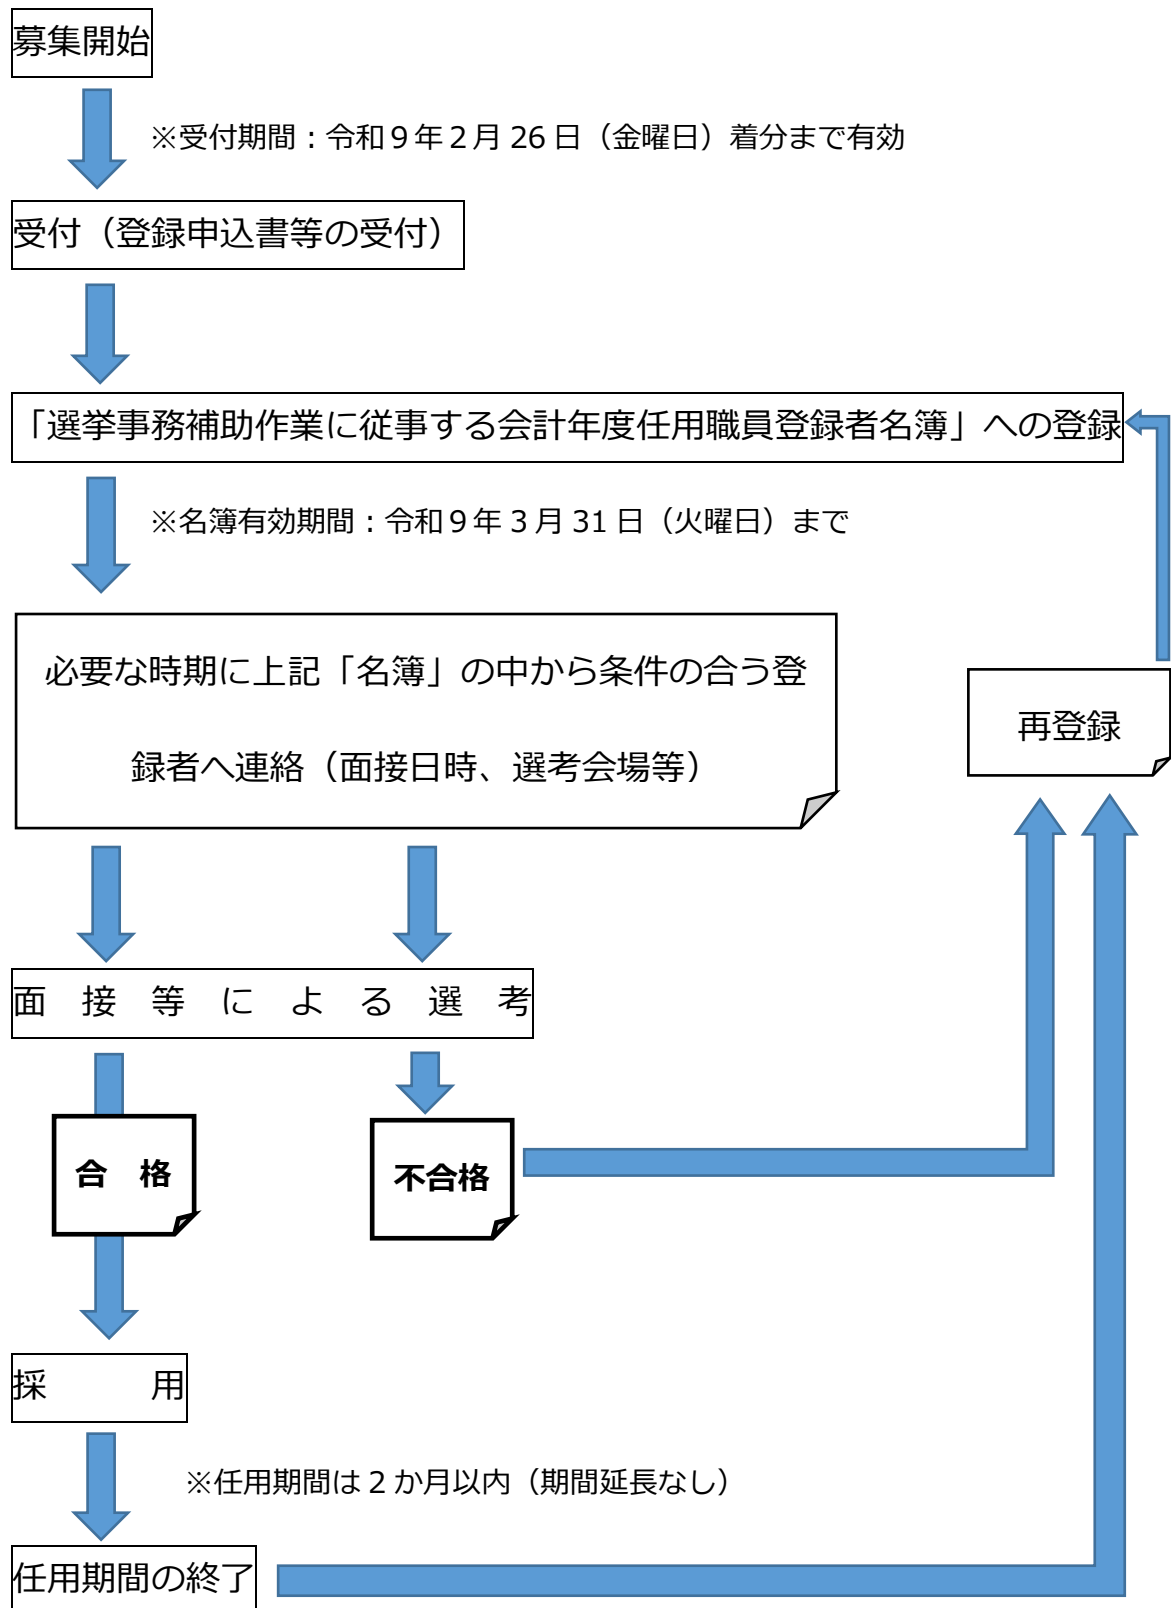 募集開始
※受付期間：令和９年２月 26 日（金曜日）着分まで有効
受付（登録申込書等の受付）
「選挙事務補助作業に従事する会計年度任用職員登録者名簿」への登録
※名簿有効期間：令和９年３月 31 日（火曜日）まで
必要な時期に上記「名簿」の中から条件の合う登
録者へ連絡（面接日時、選考会場等）
再登録
面　接　等　に　よ　る　選　考
合　格
不合格
採　　　用
※任用期間は２か月以内（期間延長なし）
任用期間の終了